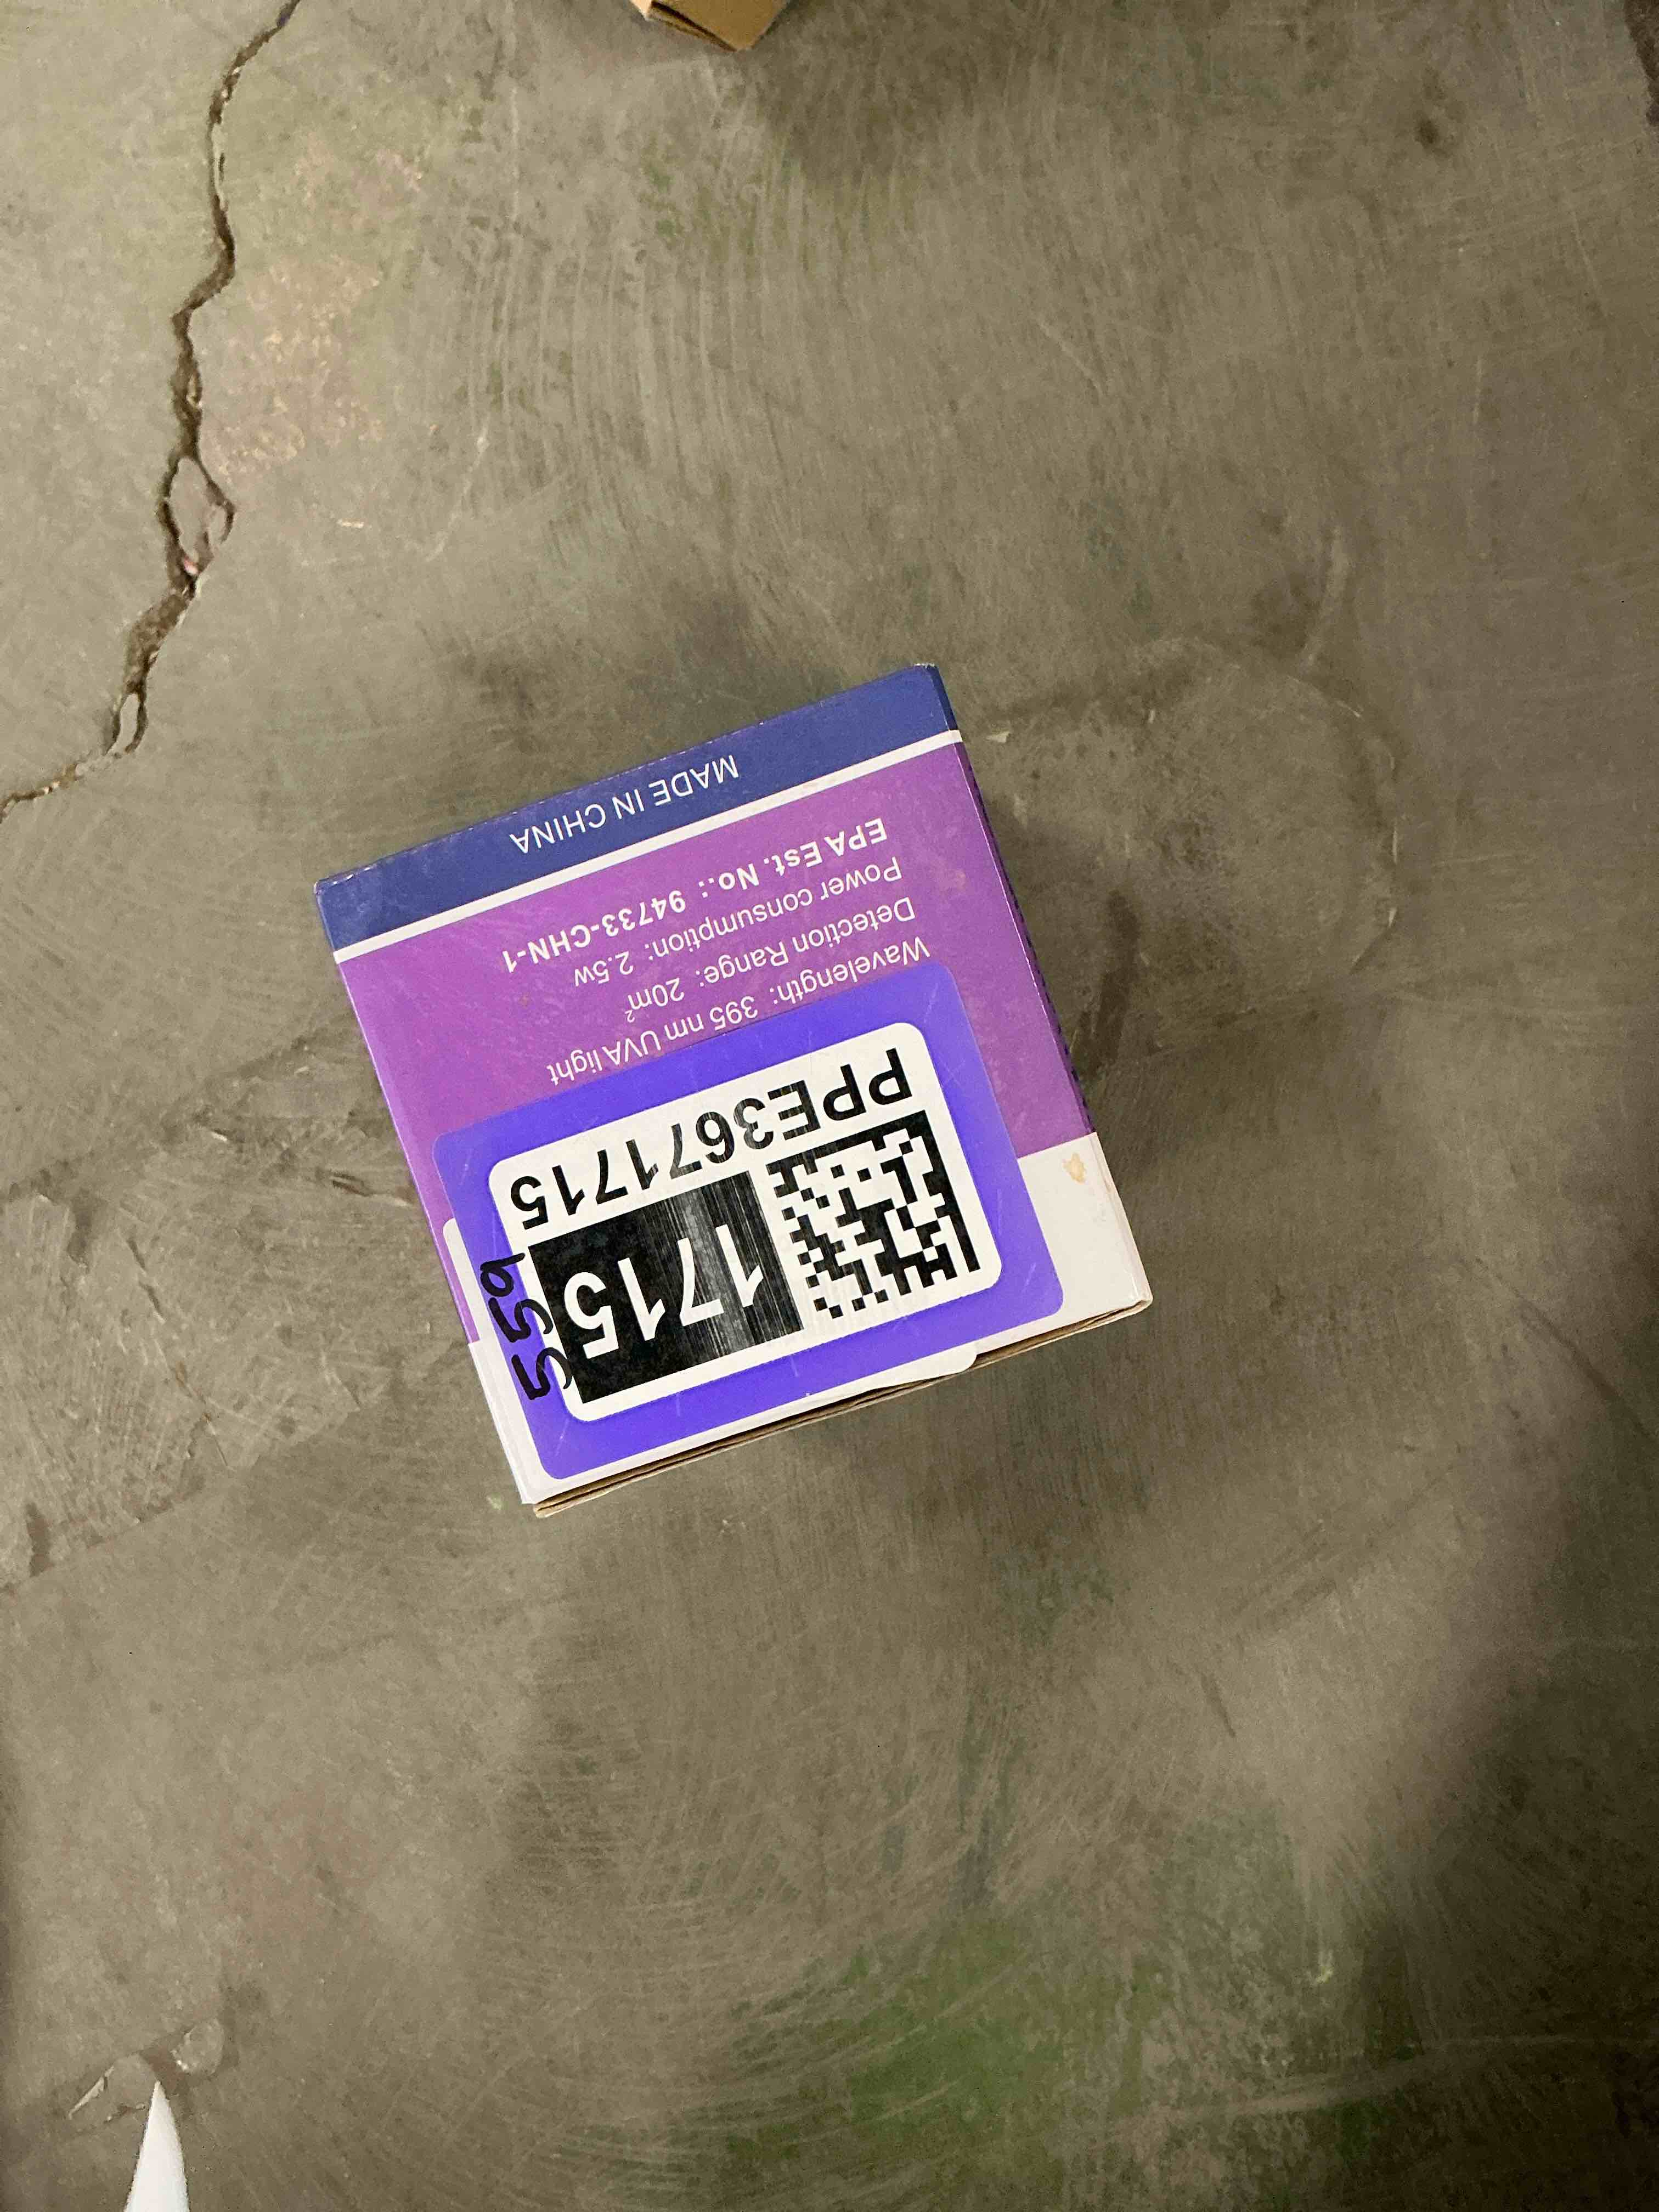 1715
559
PPE3671715
Wavelength: 395 nm UVA light
Detection Range: 20m²
Power consumption: 2.5w
EPA Est. No.: 94733-CHN-1
MADE IN CHINA